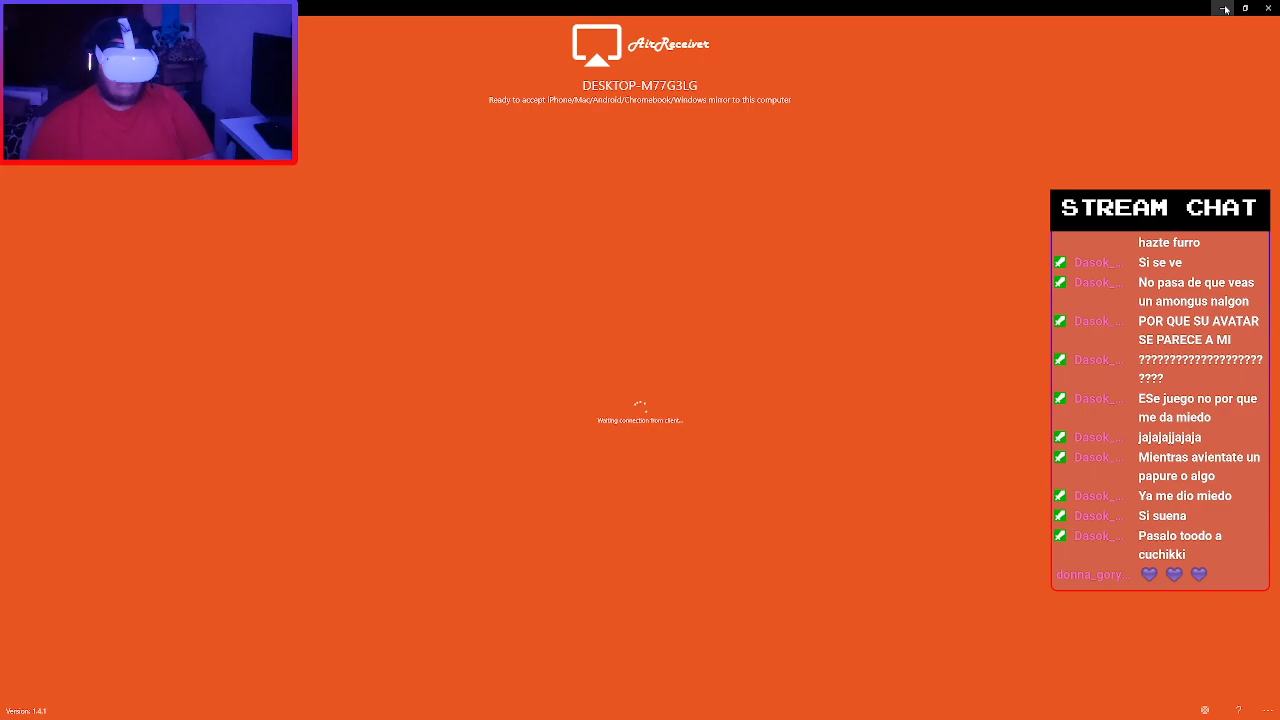 AirReceiver
DESKTOP-M77G3LG
Ready to accept iPhone/Mac/Android/Chromebook/Windows mirror to this computer
STREAM CHAT
hazte furro
Dasok_... Si se ve
Dasok_... No pasa de que veas
un amongus nalgon
Dasok_... POR QUE SU AVATAR
SE PARECE A MI
Dasok_... ????????????????????
????
Dasok_... ESe juego no por que
me da miedo
Dasok_... jajajajjajaja
Dasok_... Mientras avientate un
papure o algo
Dasok_... Ya me dio miedo
Dasok_... Si suena
Dasok_... Pasalo toodo a
cuchikki
donna_gory... 💜 💜 💜
Waiting connection from client...
Version: 1.4.1